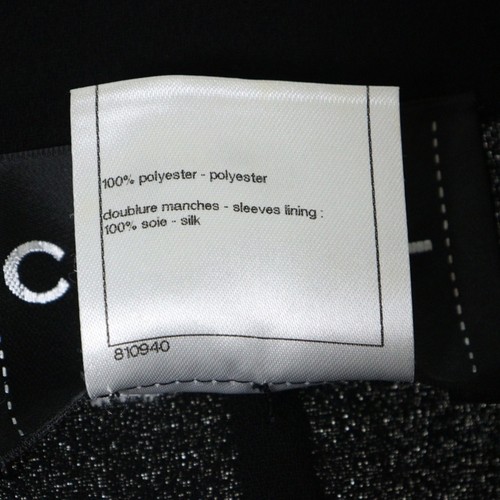 100% polyester - polyester
doublure manches - sleeves lining :
100% soie - silk
C
810940